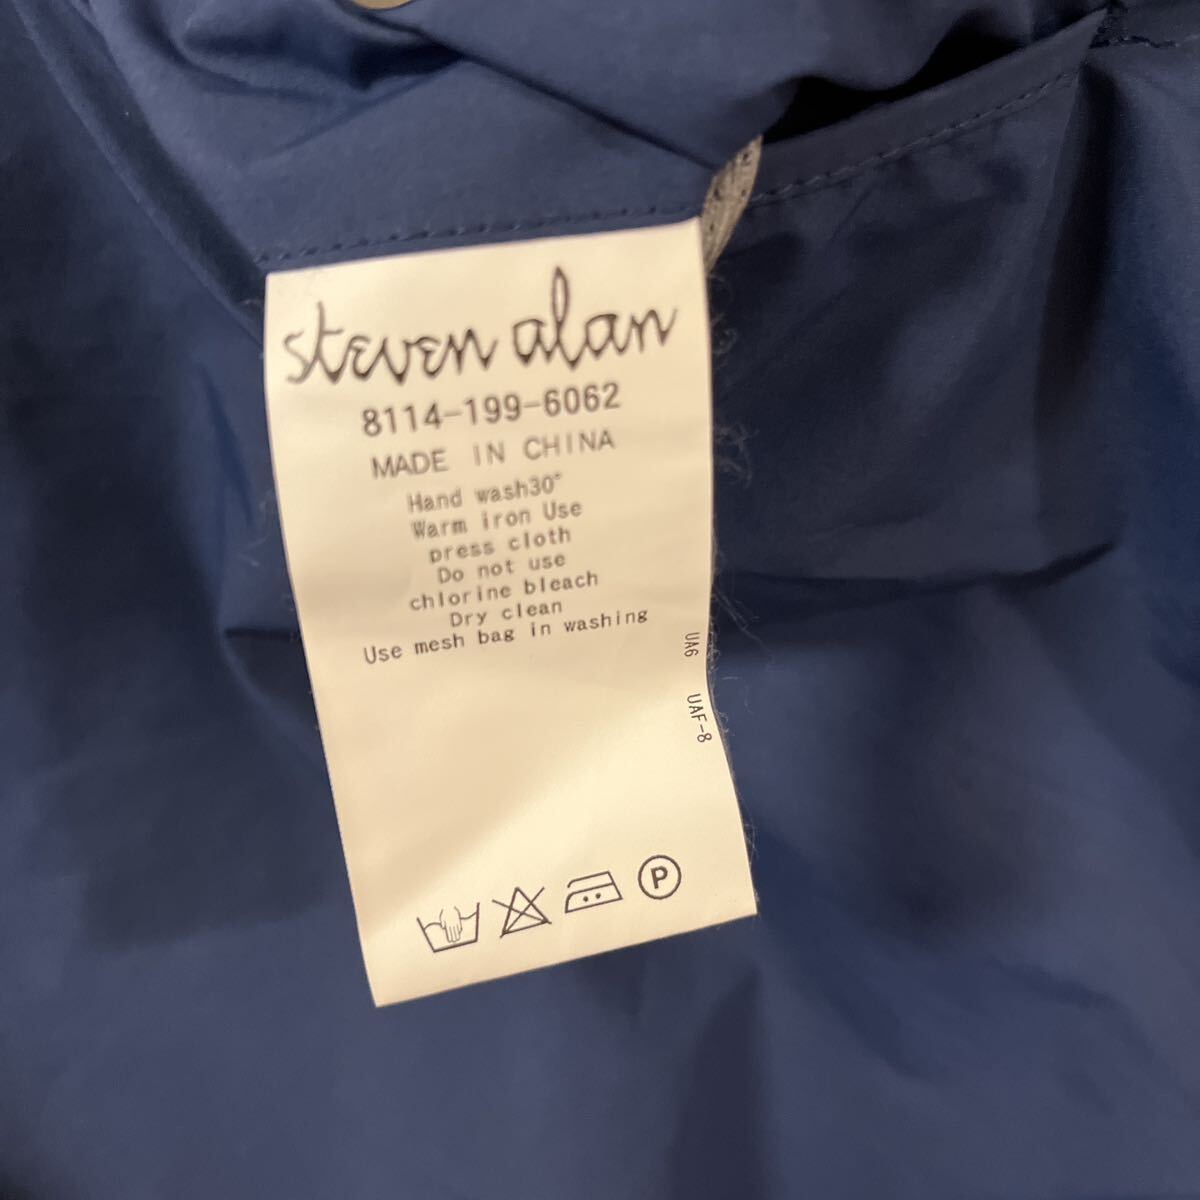 steven alan
8114-199-6062
MADE IN CHINA
Hand wash30°
Warm iron Use
press cloth
Do not use
chlorine bleach
Dry clean
Use mesh bag in washing
UA6 UAF-8
P